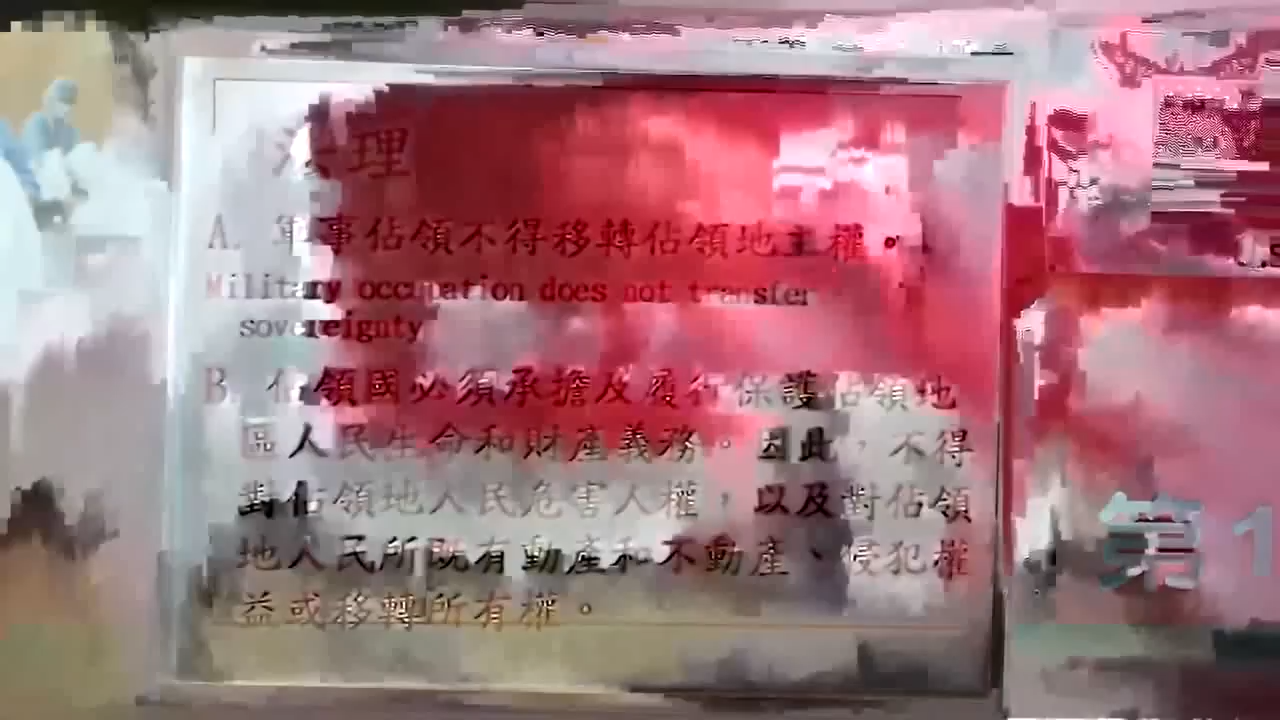 法理
A. 軍事佔領不得移轉佔領地主權。
Military occupation does not transfer
sovereignty
B. 佔領國必須承擔及履行保護佔領地
區人民生命和財產義務。因此，不得
對佔領地人民危害人權，以及對佔領
地人民所既有動產和不動產、侵犯權
益或移轉所有權。
第1